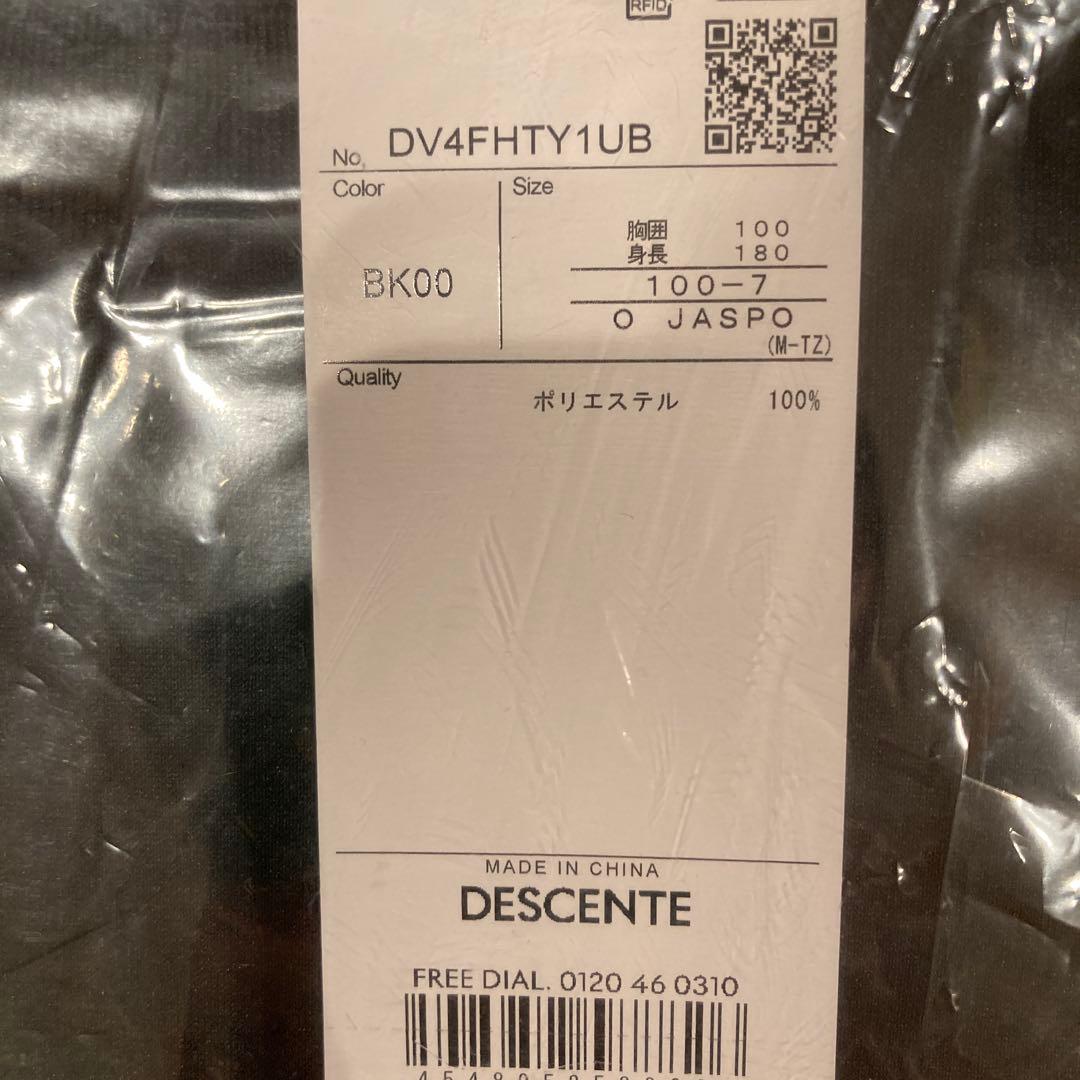 RFID
No. DV4FHTY1UB
Color
Size
胸囲 100
身長 180
BK00
100-7
O JASPO
(M-TZ)
Quality
ポリエステル 100%
MADE IN CHINA
DESCENTE
FREE DIAL. 0120 46 0310